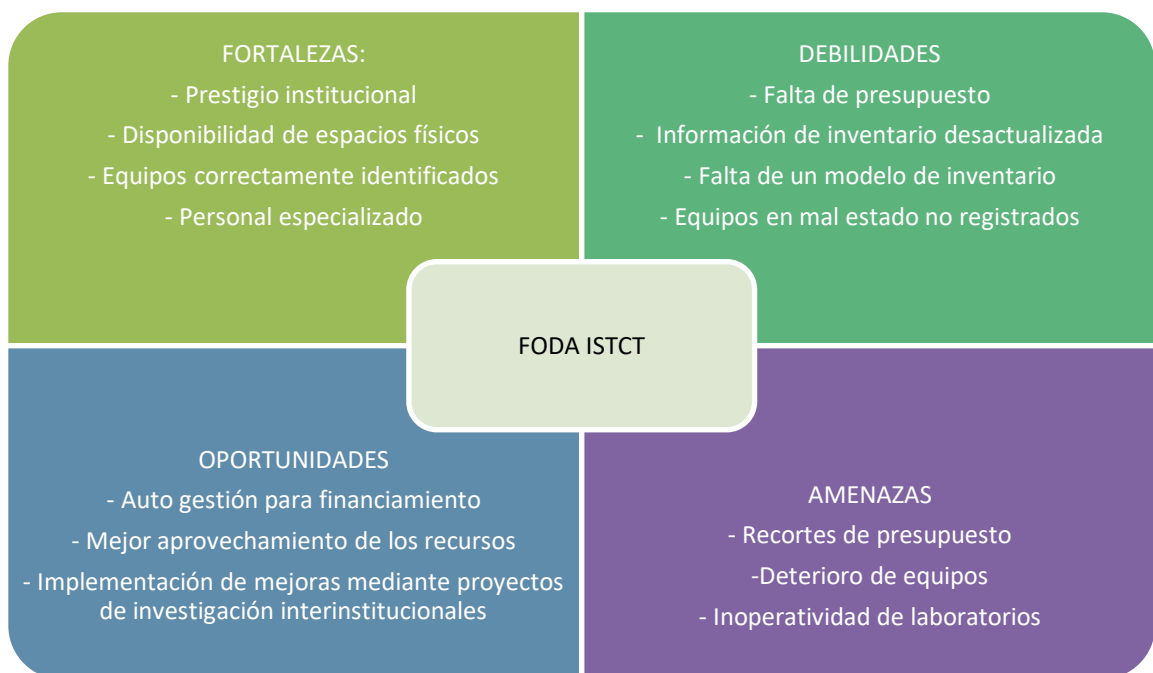 FORTALEZAS:
- Prestigio institucional
- Disponibilidad de espacios físicos
- Equipos correctamente identificados
- Personal especializado
DEBILIDADES
- Falta de presupuesto
- Información de inventario desactualizada
- Falta de un modelo de inventario
- Equipos en mal estado no registrados
FODA ISTCT
OPORTUNIDADES
- Auto gestión para financiamiento
- Mejor aprovechamiento de los recursos
- Implementación de mejoras mediante proyectos
de investigación interinstitucionales
AMENAZAS
- Recortes de presupuesto
-Deterioro de equipos
- Inoperatividad de laboratorios